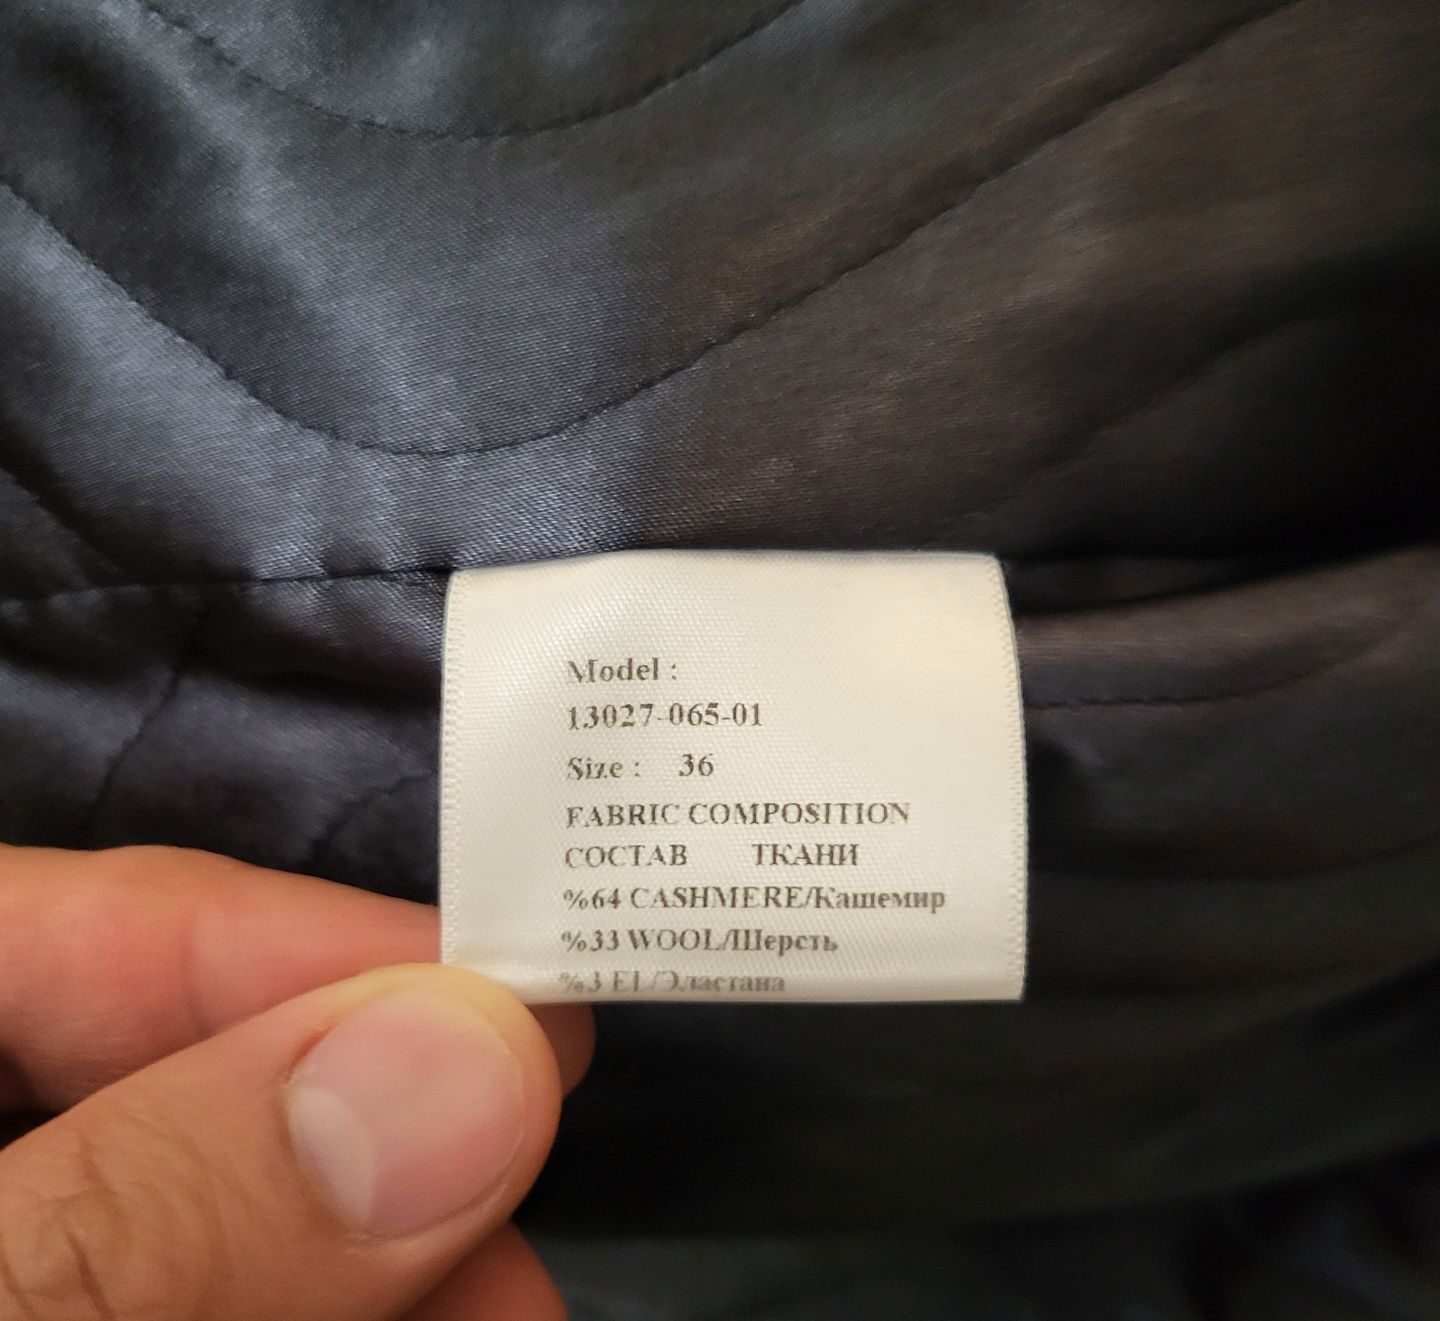 Model :
13027-065-01
Size : 36
FABRIC COMPOSITION
СОСТАВ ТКАНИ
%64 CASHMERE/Кашемир
%33 WOOL/Шерсть
%3 EL/Эластана